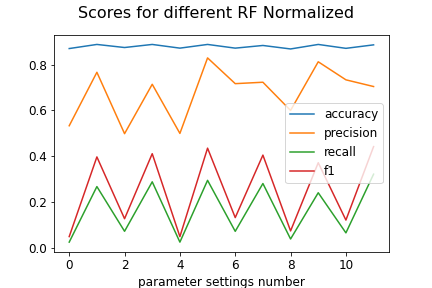 Scores for different RF Normalized
0.8
0.6
0.4
0.2
0.0
accuracy
precision
recall
f1
0 2 4 6 8 10
parameter settings number